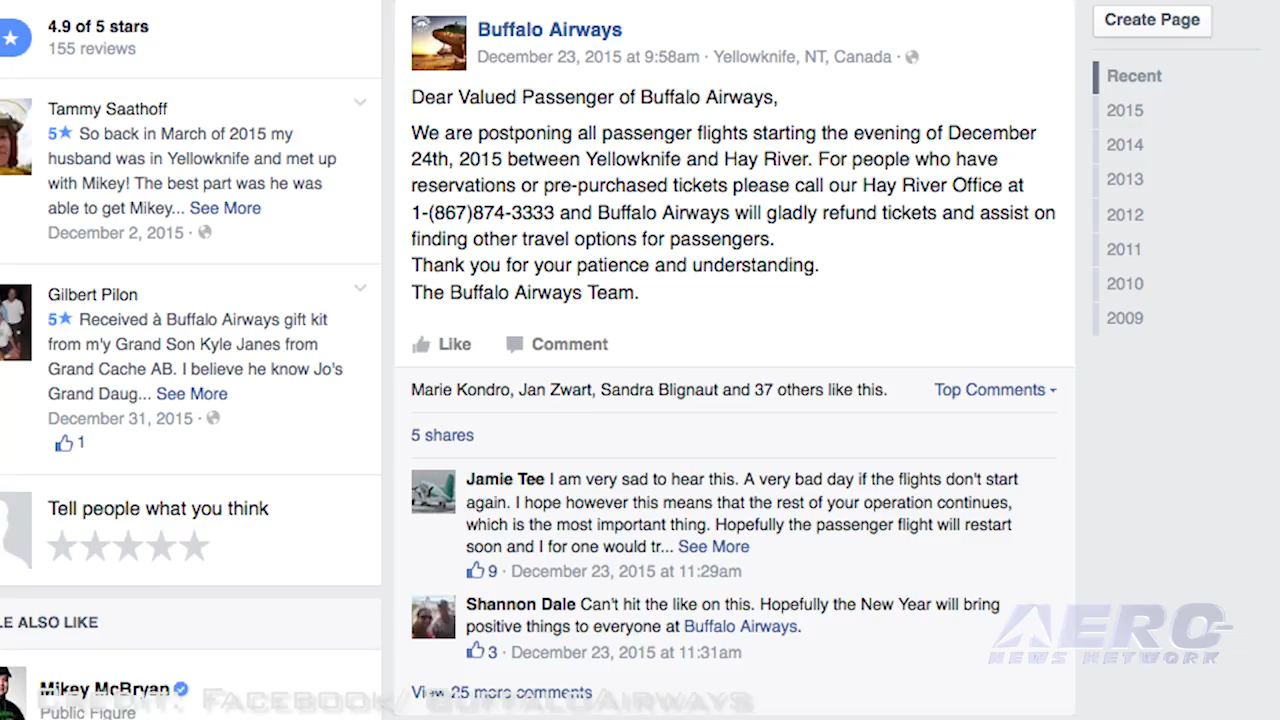 4.9 of 5 stars
155 reviews
Tammy Saathoff
5★ So back in March of 2015 my
husband was in Yellowknife and met up
with Mikey! The best part was he was
able to get Mikey... See More
December 2, 2015 ·
Gilbert Pilon
5★ Received à Buffalo Airways gift kit
from m'y Grand Son Kyle Janes from
Grand Cache AB. I believe he know Jo's
Grand Daug... See More
December 31, 2015 ·
1
Tell people what you think
LE ALSO LIKE
Mikey McBryan
Public Figure
Buffalo Airways
December 23, 2015 at 9:58am · Yellowknife, NT, Canada ·
Dear Valued Passenger of Buffalo Airways,
We are postponing all passenger flights starting the evening of December
24th, 2015 between Yellowknife and Hay River. For people who have
reservations or pre-purchased tickets please call our Hay River Office at
1-(867)874-3333 and Buffalo Airways will gladly refund tickets and assist on
finding other travel options for passengers.
Thank you for your patience and understanding.
The Buffalo Airways Team.
Like Comment
Marie Kondro, Jan Zwart, Sandra Blignaut and 37 others like this. Top Comments
5 shares
Jamie Tee I am very sad to hear this. A very bad day if the flights don't start
again. I hope however this means that the rest of your operation continues,
which is the most important thing. Hopefully the passenger flight will restart
soon and I for one would tr... See More
9 · December 23, 2015 at 11:29am
Shannon Dale Can't hit the like on this. Hopefully the New Year will bring
positive things to everyone at Buffalo Airways.
3 · December 23, 2015 at 11:31am
View 25 more comments
Credit: Facebook/ BuffaloAirways
Create Page
Recent
2015
2014
2013
2012
2011
2010
2009
AERO
NEWS NETWORK